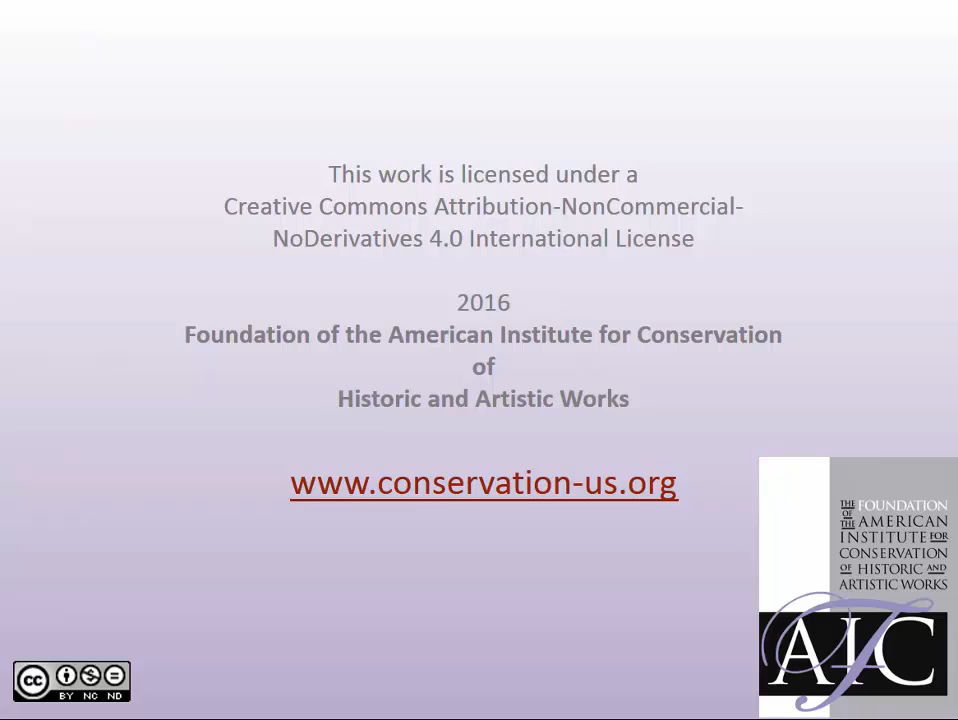 This work is licensed under a
Creative Commons Attribution-NonCommercial-
NoDerivatives 4.0 International License
2016
Foundation of the American Institute for Conservation
of
Historic and Artistic Works
www.conservation-us.org
THE FOUNDATION
OF
THE AMERICAN
INSTITUTE FOR
CONSERVATION
OF HISTORIC AND
ARTISTIC WORKS
FAIC
cc
BY NC ND